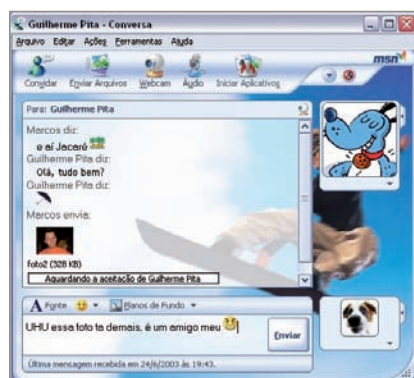 Guilherme Pita - Conversa
Arquivo Editar Ações Ferramentas Ajuda
msn
Convidar Enviar Arquivos Webcam Áudio Iniciar Aplicativos
Para: Guilherme Pita
Marcos diz:
e aí Jacaré
Guilherme Pita diz:
Olá, tudo bem?
Guilherme Pita diz:
Marcos envia:
foto2 (328 KB)
Aguardando a aceitação de Guilherme Pita
A Fonte Planos de Fundo
UHU essa foto ta demais, é um amigo meu
Enviar
Última mensagem recebida em 24/6/2003 às 19:43.